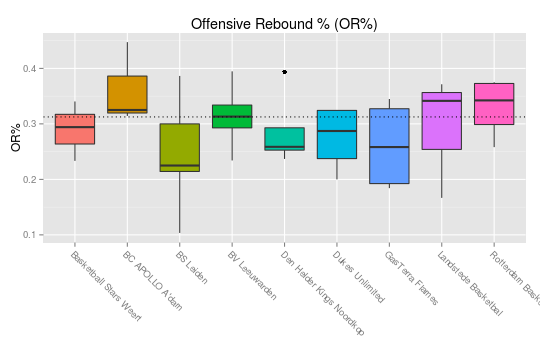 Offensive Rebound % (OR%)
OR%
0.4
0.3
0.2
0.1
Basketball Stars Weert
BC APOLLO A'dam
BS Leiden
BV Leeuwarden
Den Helder Kings Noordkop
Dukes Unlimited
GasTerra Flames
Landstede Basketbal
Rotterdam Bask